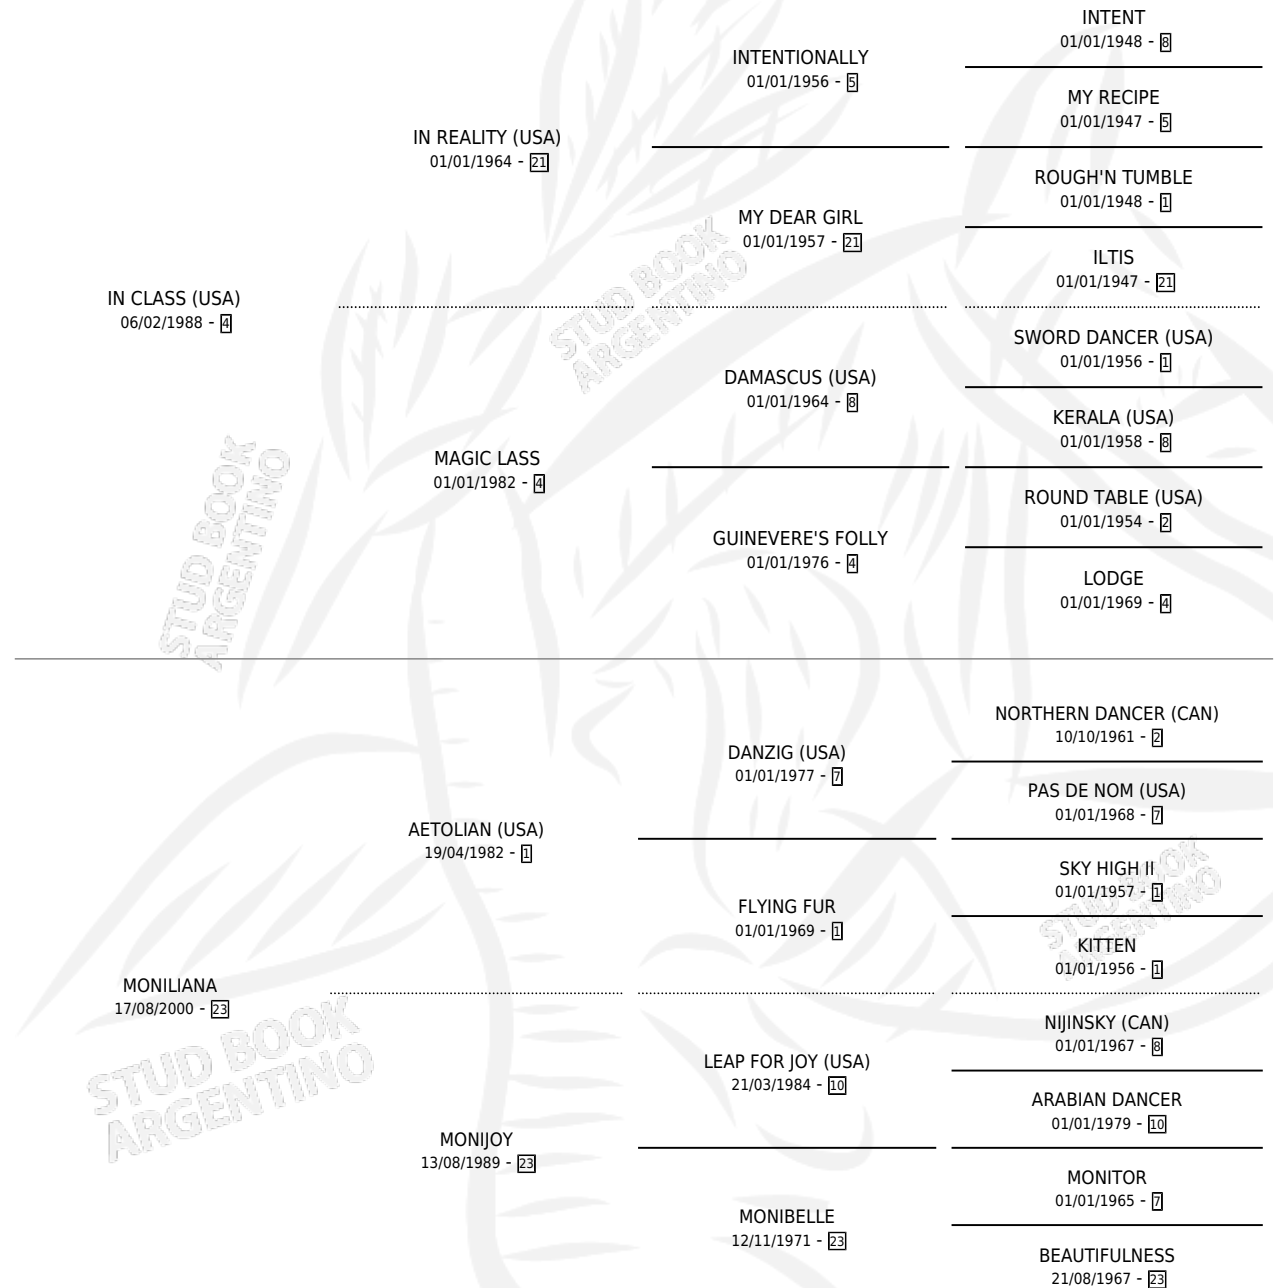 INTENT
01/01/1948 - 8
INTENTIONALLY
01/01/1956 - 5
MY RECIPE
01/01/1947 - 5
IN REALITY (USA)
01/01/1964 - 21
ROUGH'N TUMBLE
01/01/1948 - 1
MY DEAR GIRL
01/01/1957 - 21
ILTIS
01/01/1947 - 21
IN CLASS (USA)
06/02/1988 - 4
SWORD DANCER (USA)
01/01/1956 - 1
DAMASCUS (USA)
01/01/1964 - 8
KERALA (USA)
01/01/1958 - 8
MAGIC LASS
01/01/1982 - 4
ROUND TABLE (USA)
01/01/1954 - 2
GUINEVERE'S FOLLY
01/01/1976 - 4
LODGE
01/01/1969 - 4
NORTHERN DANCER (CAN)
10/10/1961 - 2
DANZIG (USA)
01/01/1977 - 7
PAS DE NOM (USA)
01/01/1968 - 7
AETOLIAN (USA)
19/04/1982 - 1
SKY HIGH II
01/01/1957 - 1
FLYING FUR
01/01/1969 - 1
KITTEN
01/01/1956 - 1
MONILIANA
17/08/2000 - 23
NIJINSKY (CAN)
01/01/1967 - 8
LEAP FOR JOY (USA)
21/03/1984 - 10
ARABIAN DANCER
01/01/1979 - 10
MONIJOY
13/08/1989 - 23
MONITOR
01/01/1965 - 7
MONIBELLE
12/11/1971 - 23
BEAUTIFULNESS
21/08/1967 - 23
STUD BOOK
ARGENTINO
STUD BOOK
ARGENTINO
STUD BOOK
ARGENTINO
STUD BOOK
ARGENTINO